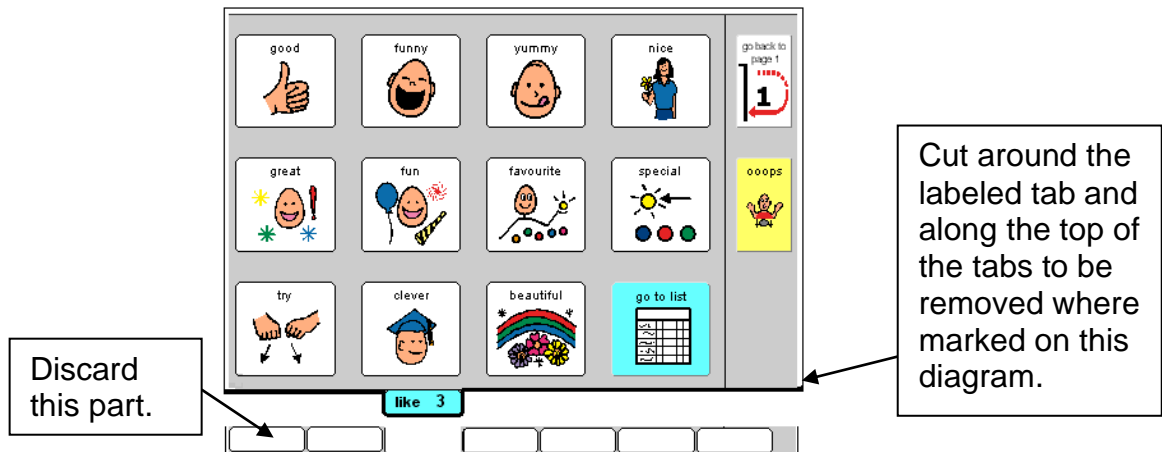 good funny yummy nice go back to
page 1
1
great fun favourite special ooops
try clever beautiful go to list
like 3
Discard
this part.
Cut around the
labeled tab and
along the top of
the tabs to be
removed where
marked on this
diagram.